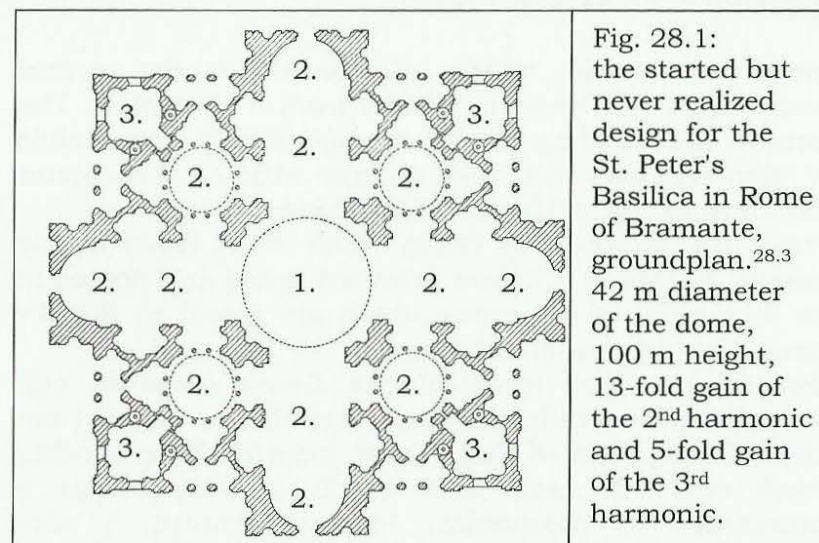 2.
3. 3.
2.
2. 2.
2. 2. 1. 2. 2.
2. 2.
2.
3. 3.
2.
Fig. 28.1:
the started but
never realized
design for the
St. Peter's
Basilica in Rome
of Bramante,
groundplan.28.3
42 m diameter
of the dome,
100 m height,
13-fold gain of
the 2nd harmonic
and 5-fold gain
of the 3rd
harmonic.